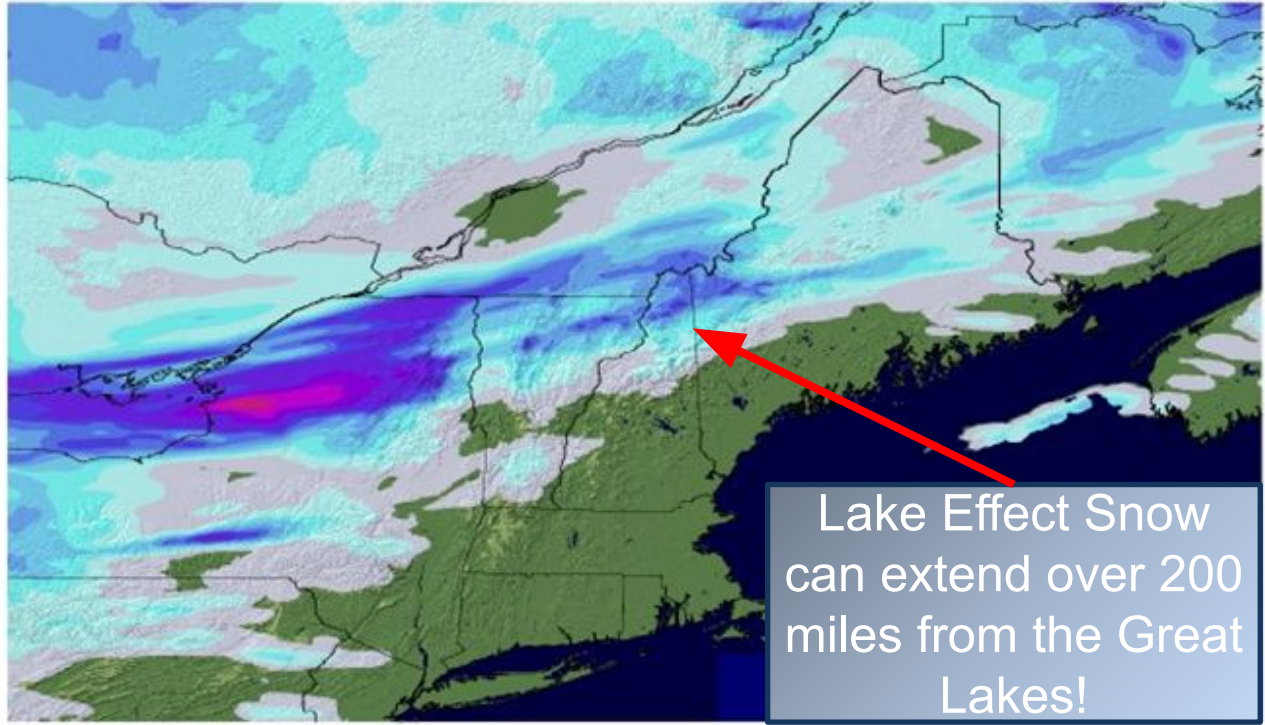 Lake Effect Snow
can extend over 200
miles from the Great
Lakes!